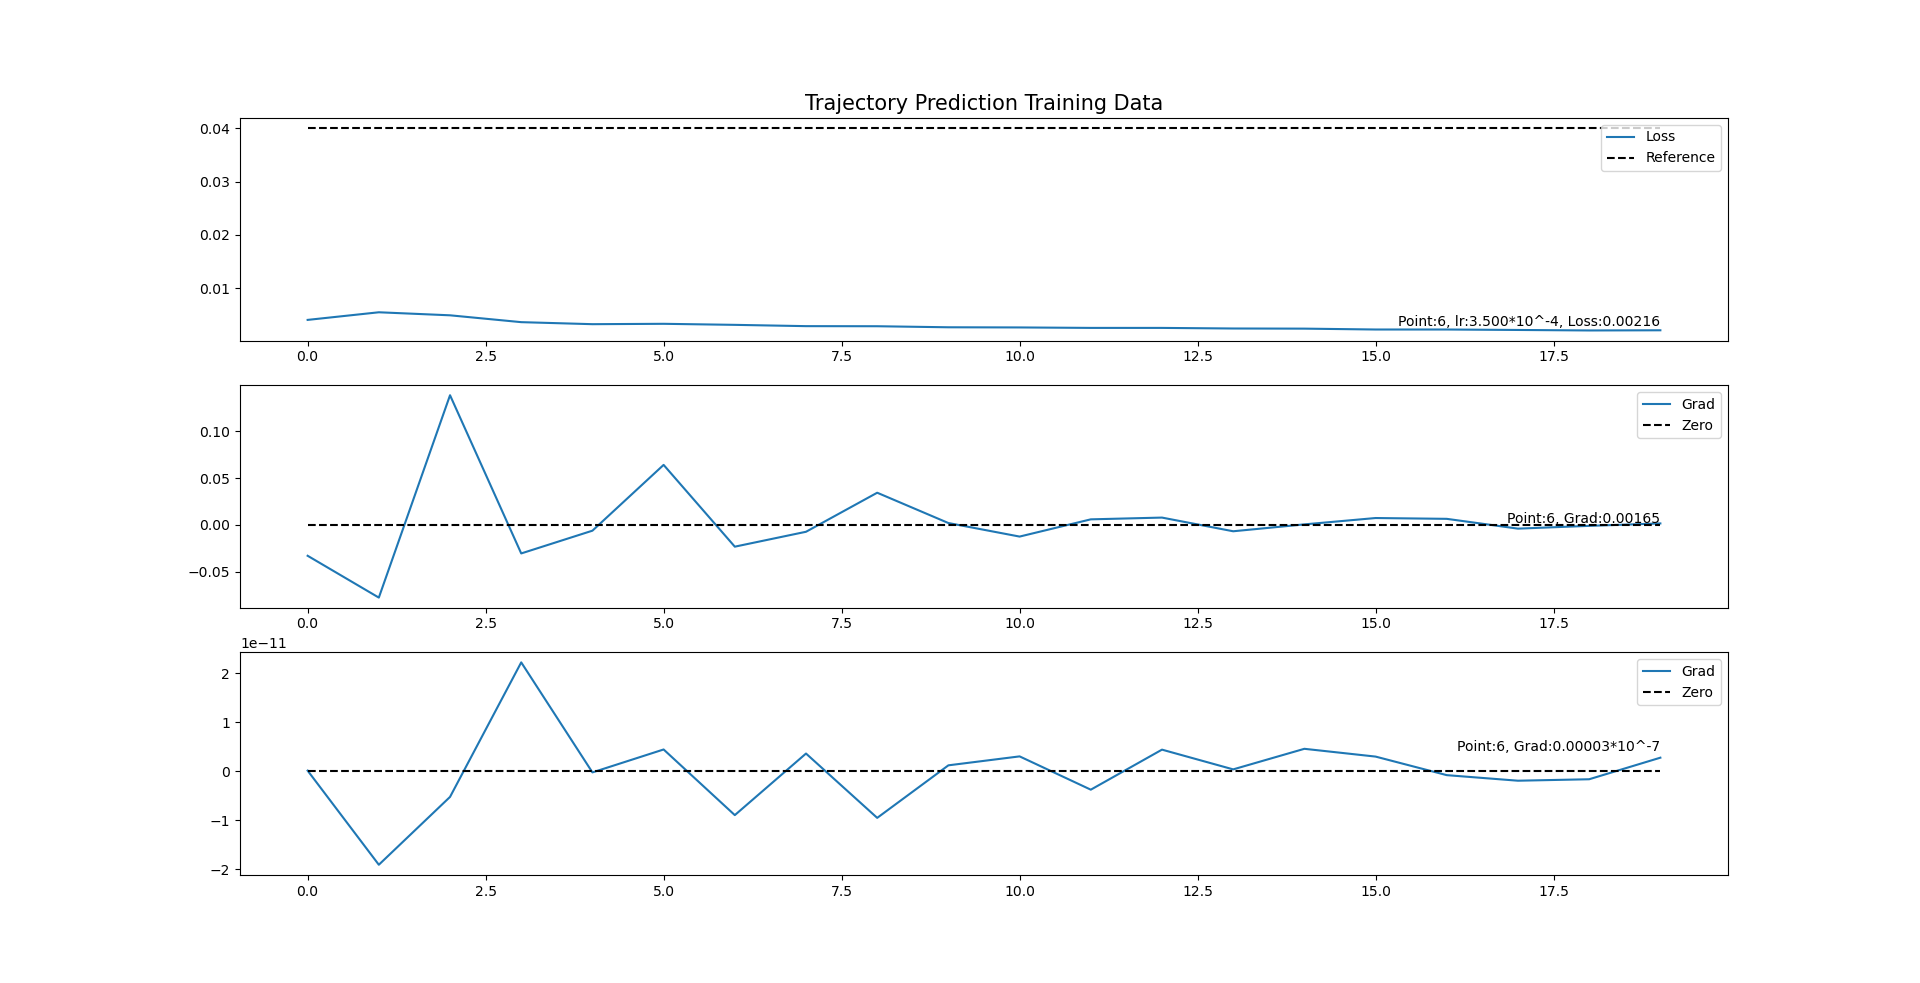 Trajectory Prediction Training Data
0.04
0.03
0.02
0.01
Loss
Reference
Point:6, lr:3.500*10^-4, Loss:0.00216
0.0 2.5 5.0 7.5 10.0 12.5 15.0 17.5
0.10
0.05
0.00
−0.05
Grad
Zero
Point:6, Grad:0.00165
0.0 2.5 5.0 7.5 10.0 12.5 15.0 17.5
1e−11
2
1
0
−1
−2
Grad
Zero
Point:6, Grad:0.00003*10^-7
0.0 2.5 5.0 7.5 10.0 12.5 15.0 17.5